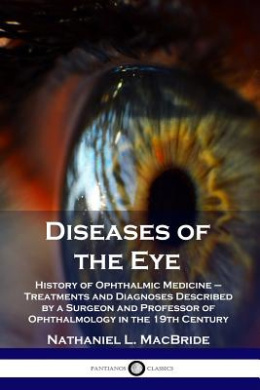 Diseases of
the Eye
History of Ophthalmic Medicine –
Treatments and Diagnoses Described
by a Surgeon and Professor of
Ophthalmology in the 19th Century
Nathaniel L. MacBride
Pantianos Classics